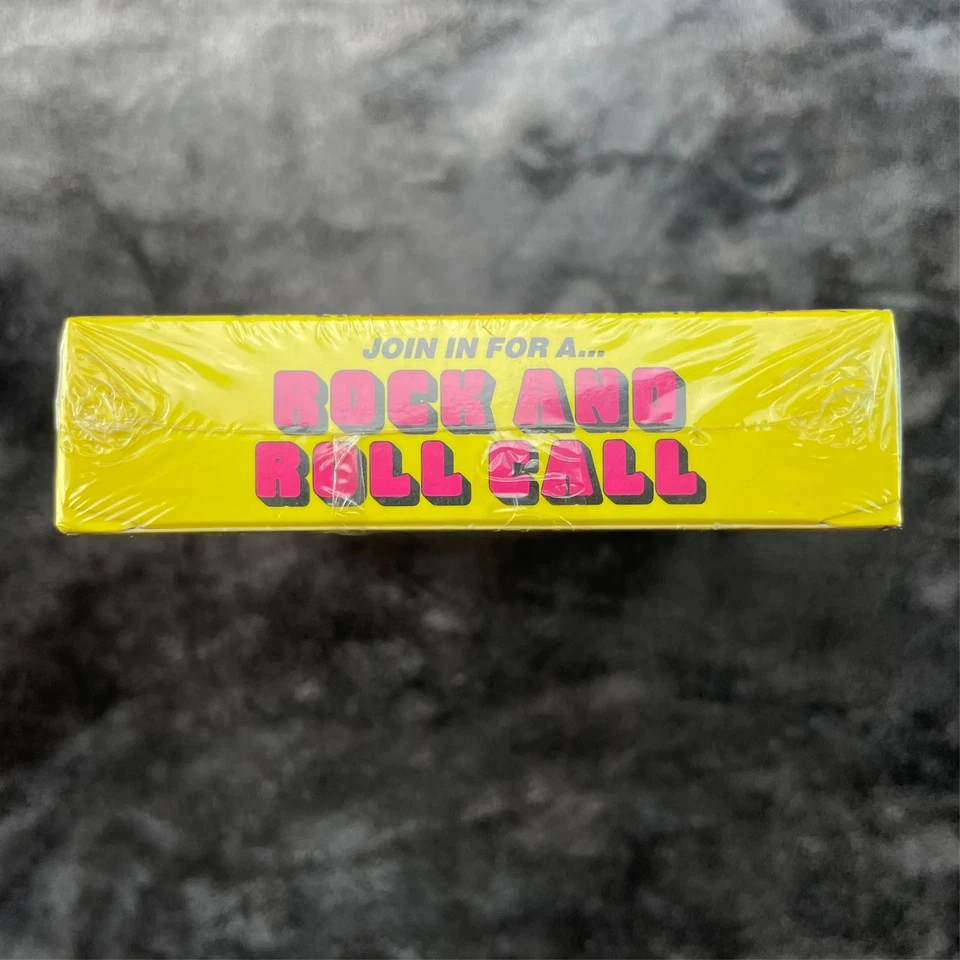 JOIN IN FOR A...
ROCK AND
ROLL CALL